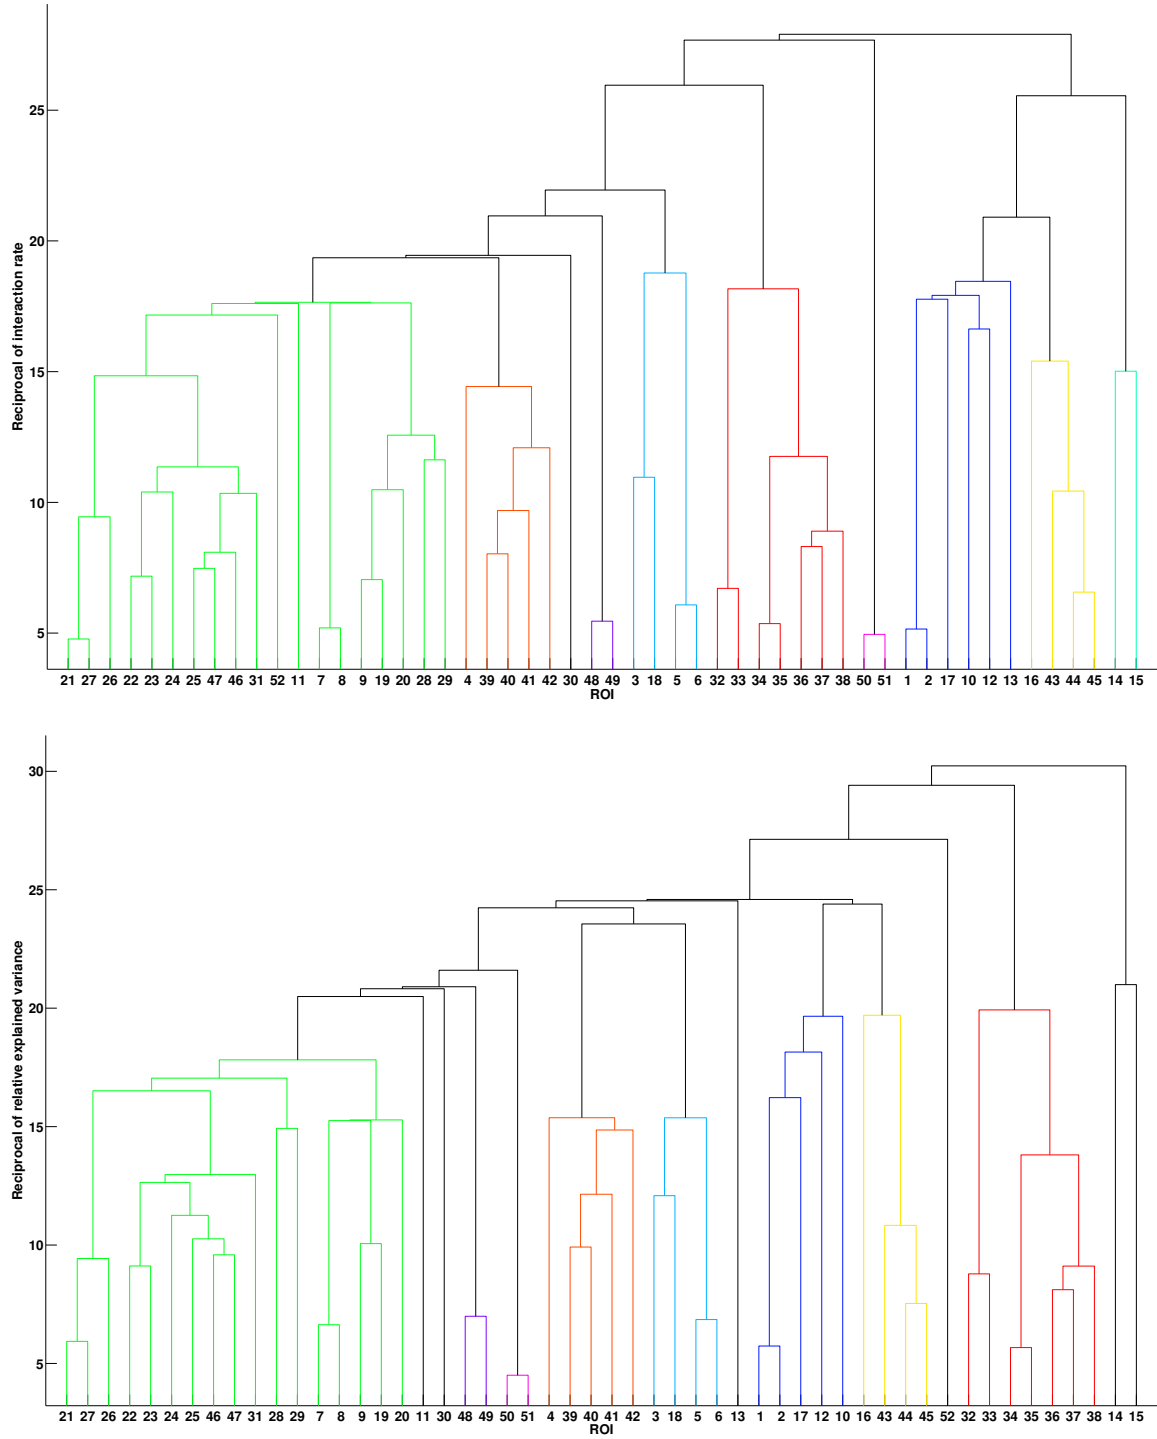 Reciprocal of interaction rate
25
20
15
10
5
21 27 26 22 23 24 25 47 46 31 52 11 7 8 9 19 20 28 29 4 39 40 41 42 30 48 49 3 18 5 6 32 33 34 35 36 37 38 50 51 1 2 17 10 12 13 16 43 44 45 14 15
ROI
Reciprocal of relative explained variance
30
25
20
15
10
5
21 27 26 22 23 24 25 46 47 31 28 29 7 8 9 19 20 11 30 48 49 50 51 4 39 40 41 42 3 18 5 6 13 1 2 17 12 10 16 43 44 45 52 32 33 34 35 36 37 38 14 15
ROI